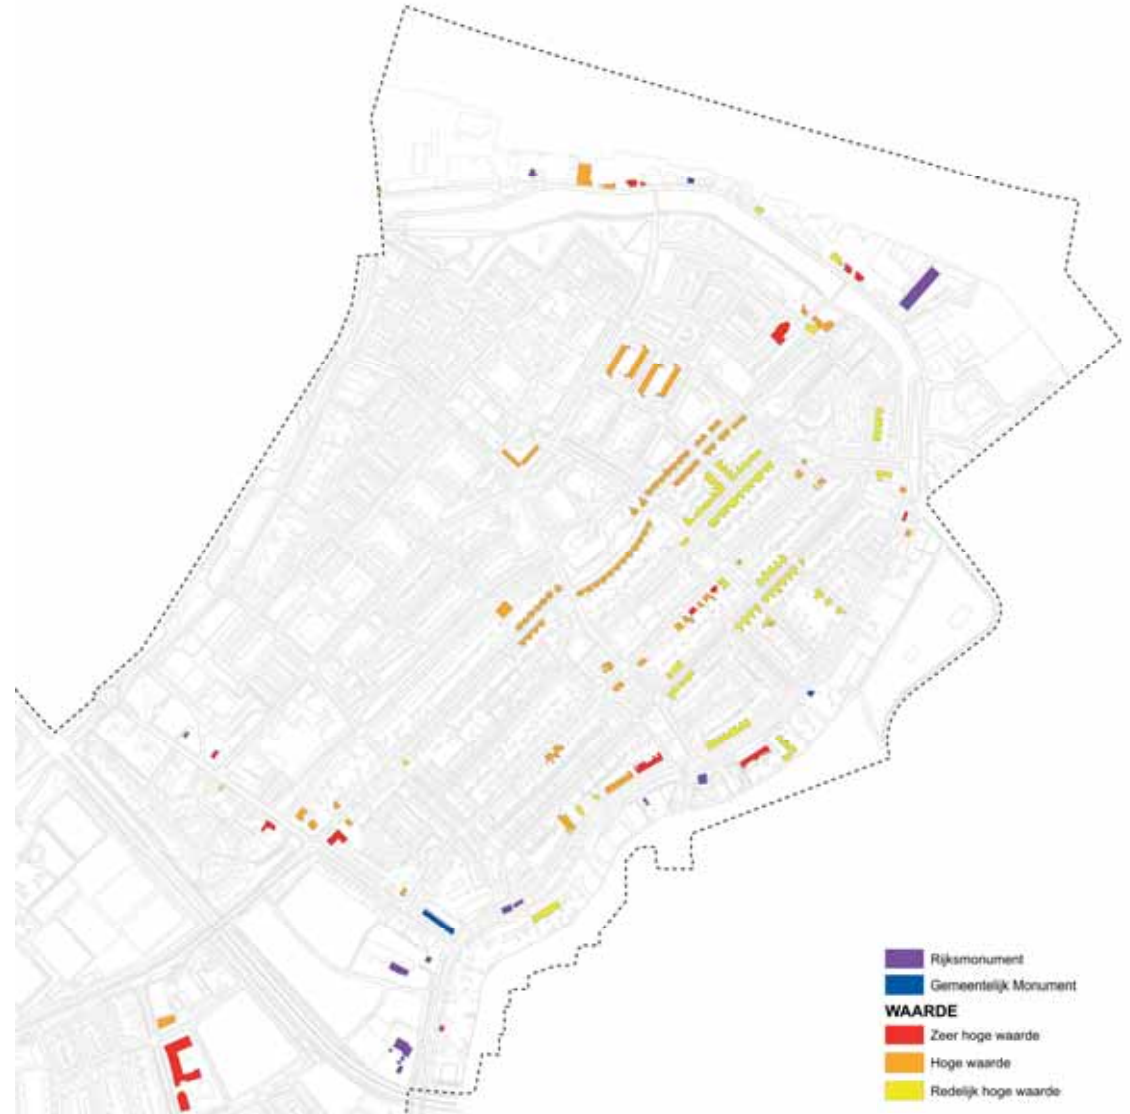 Rijksmonument
Gemeentelijk Monument
WAARDE
Zeer hoge waarde
Hoge waarde
Redelijk hoge waarde